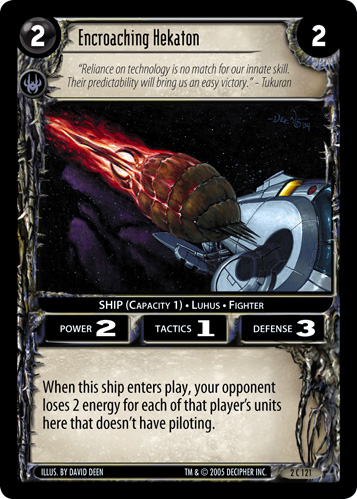 2 Encroaching Hekaton 2
“Reliance on technology is no match for our innate skill.
Their predictability will bring us an easy victory.” – Tukuran
SHIP (CAPACITY 1) • LUHUS • FIGHTER
POWER 2 TACTICS 1 DEFENSE 3
When this ship enters play, your opponent
loses 2 energy for each of that player's units
here that doesn't have piloting.
ILLUS. BY DAVID DEEN TM & © 2005 DECIPHER INC. 2 C 121